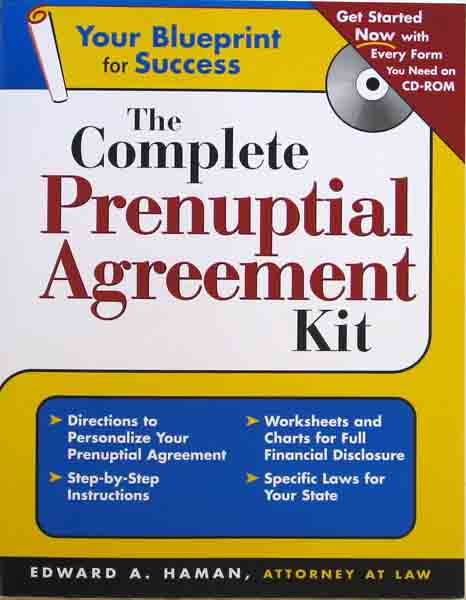 Your Blueprint
for Success
Get Started
Now with
Every Form
You Need on
CD-ROM
The
Complete
Prenuptial
Agreement
Kit
➤ Directions to
Personalize Your
Prenuptial Agreement
➤ Step-by-Step
Instructions
➤ Worksheets and
Charts for Full
Financial Disclosure
➤ Specific Laws for
Your State
EDWARD A. HAMAN, ATTORNEY AT LAW